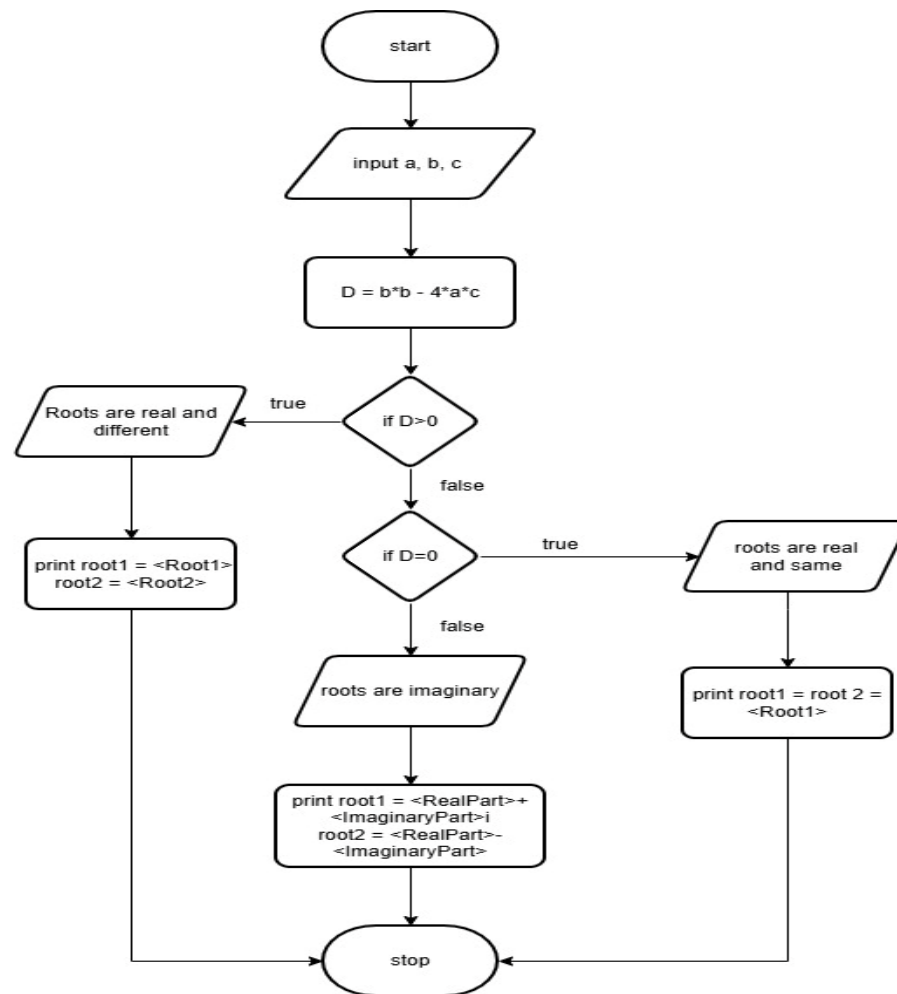 start
input a, b, c
D = b*b - 4*a*c
if D>0
true
Roots are real and
different
print root1 = <Root1>
root2 = <Root2>
false
if D=0
true
roots are real
and same
print root1 = root 2 =
<Root1>
false
roots are imaginary
print root1 = <RealPart>+
<ImaginaryPart>i
root2 = <RealPart>-
<ImaginaryPart>
stop